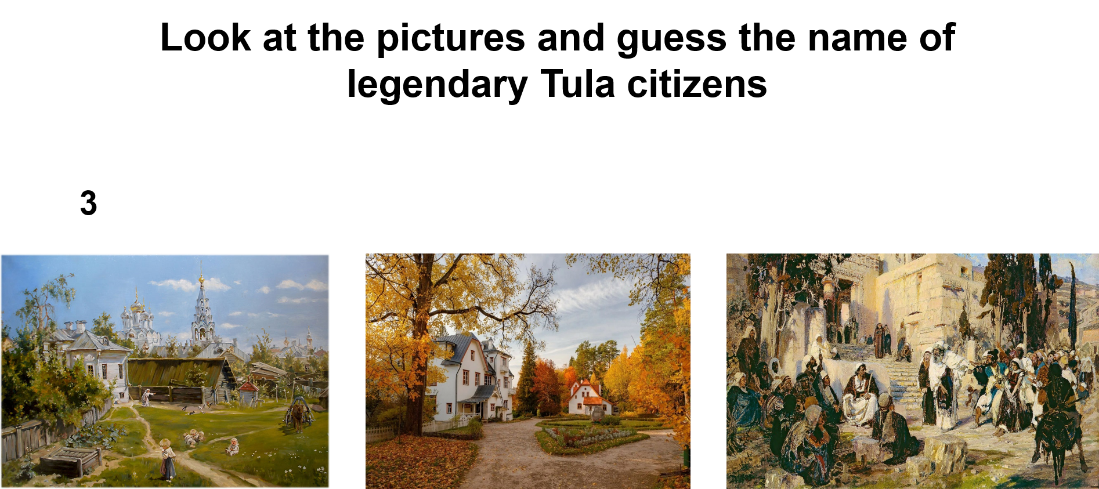 Look at the pictures and guess the name of
legendary Tula citizens
3